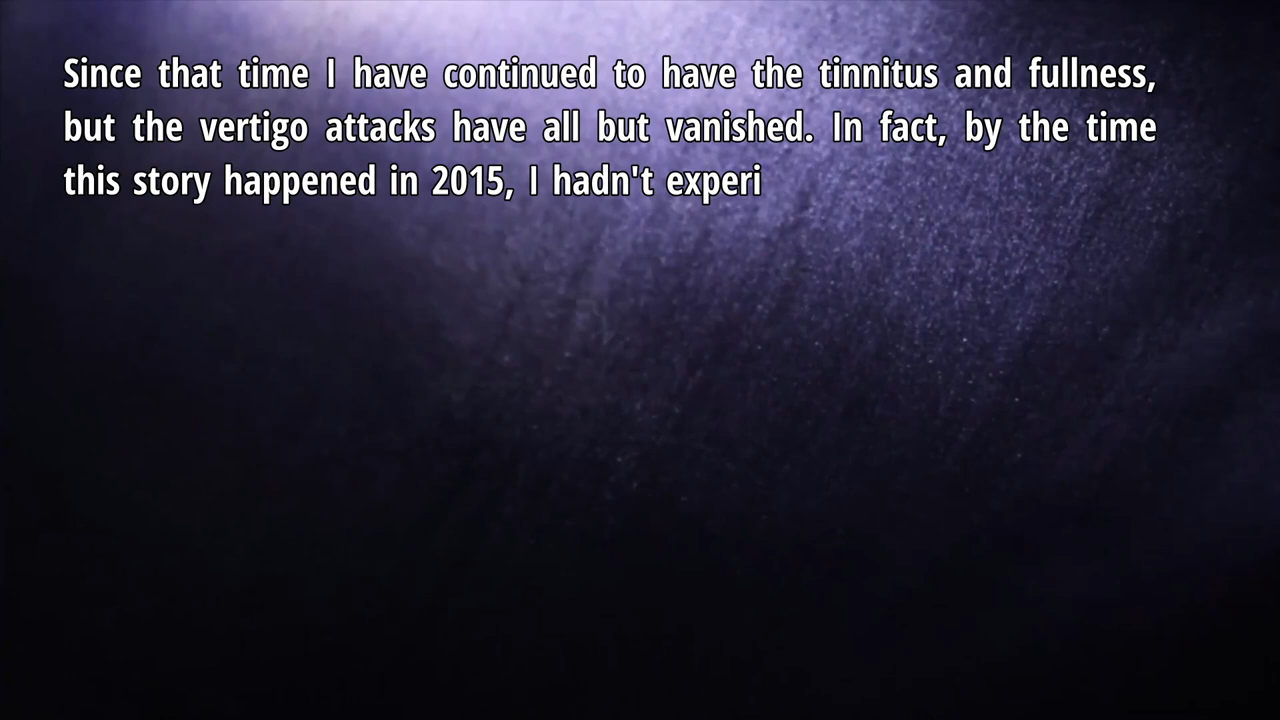 Since that time I have continued to have the tinnitus and fullness,
but the vertigo attacks have all but vanished. In fact, by the time
this story happened in 2015, I hadn't experi